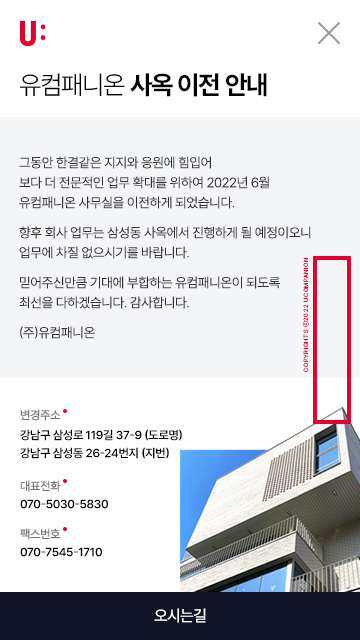 U:
유컴패니온 사옥 이전 안내
그동안 한결같은 지지와 응원에 힘입어
보다 더 전문적인 업무 확대를 위하여 2022년 6월
유컴패니온 사무실을 이전하게 되었습니다.
향후 회사 업무는 삼성동 사옥에서 진행하게 될 예정이오니
업무에 차질 없으시기를 바랍니다.
믿어주신만큼 기대에 부합하는 유컴패니온이 되도록
최선을 다하겠습니다. 감사합니다.
(주)유컴패니온
COPYRIGHTS ⓒ2022 UCOMPANION
변경주소
강남구 삼성로 119길 37-9 (도로명)
강남구 삼성동 26-24번지 (지번)
대표전화
070-5030-5830
팩스번호
070-7545-1710
오시는길